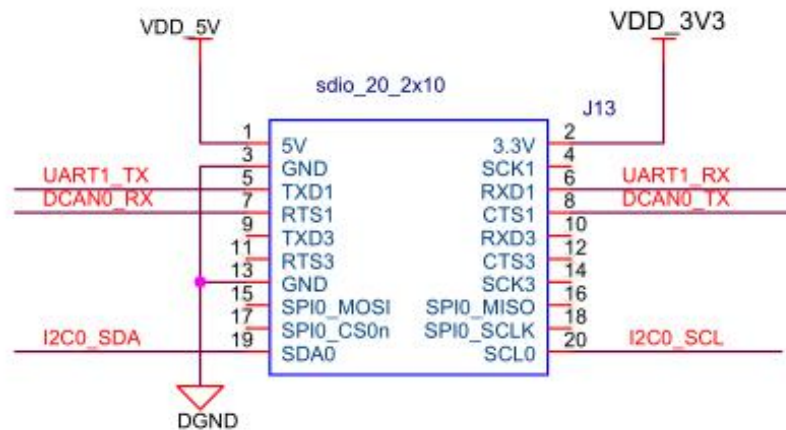 VDD_5V VDD_3V3
sdio_20_2x10
J13
1 5V 3.3V 2
3 GND SCK1 4
UART1_TX 5 TXD1 RXD1 6 UART1_RX
DCAN0_RX 7 RTS1 CTS1 8 DCAN0_TX
9 TXD3 RXD3 10
11 RTS3 CTS3 12
13 GND SCK3 14
15 SPI0_MOSI SPI0_MISO 16
17 SPI0_CS0n SPI0_SCLK 18
I2C0_SDA 19 SDA0 SCL0 20 I2C0_SCL
DGND